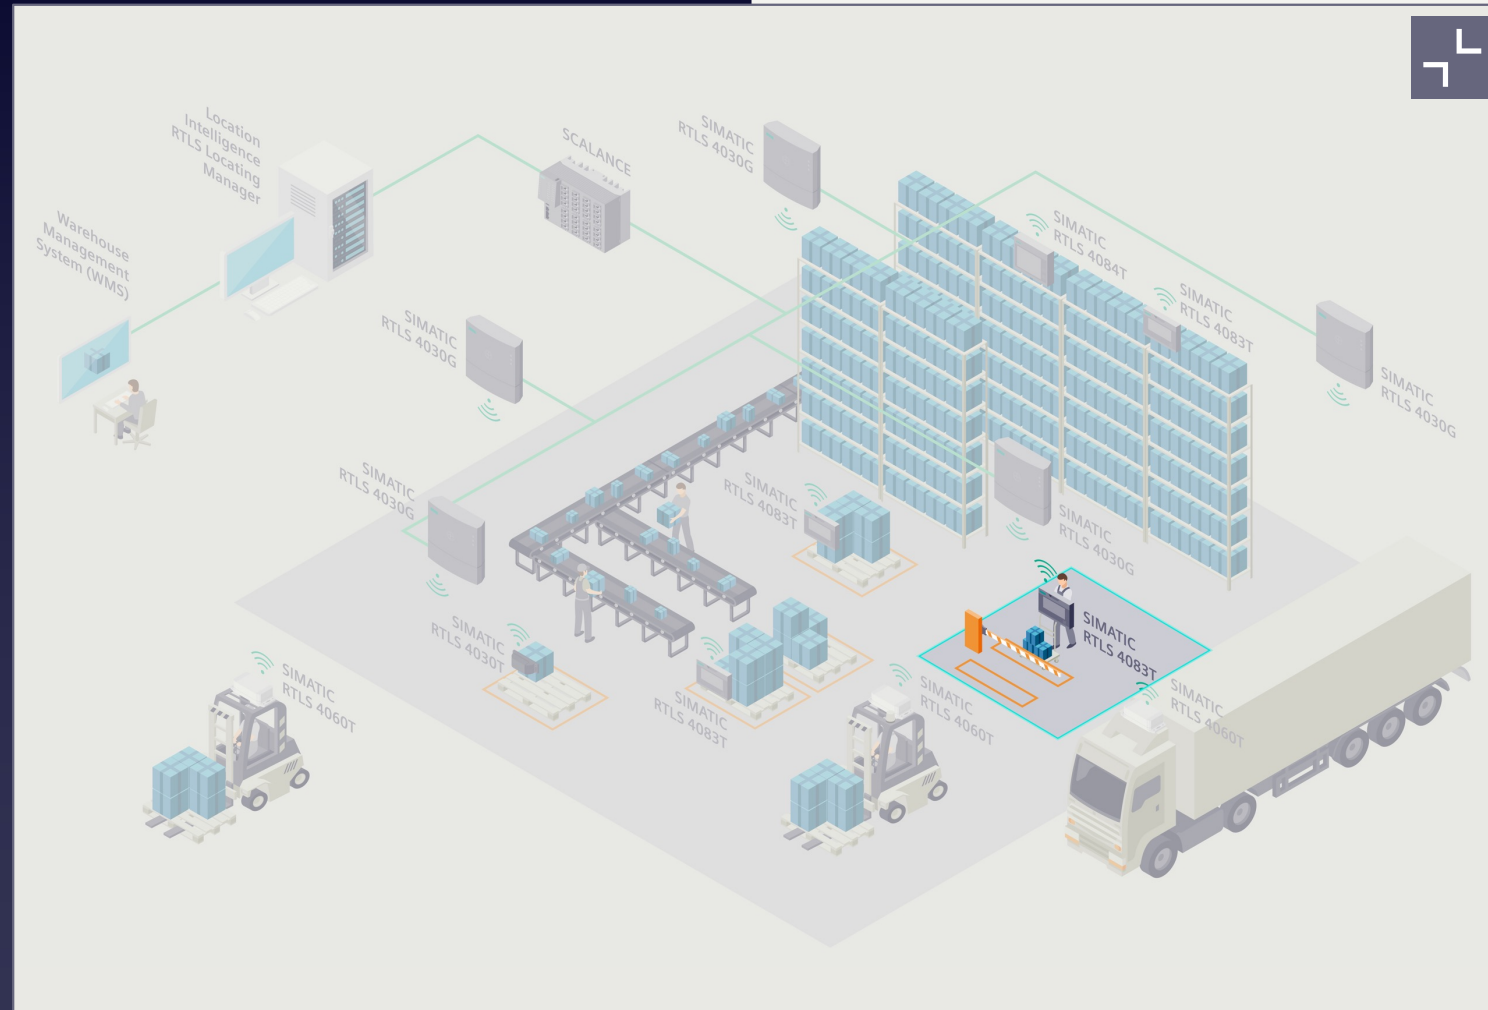 Location
Intelligence
RTLS Locating
Manager
SCALANCE
SIMATIC
RTLS 4030G
Warehouse
Management
System (WMS)
SIMATIC
RTLS 4084T
SIMATIC
RTLS 4083T
SIMATIC
RTLS 4030G
SIMATIC
RTLS 4030G
SIMATIC
RTLS 4030G
SIMATIC
RTLS 4083T
SIMATIC
RTLS 4030G
SIMATIC
RTLS 4030T
SIMATIC
RTLS 4083T
SIMATIC
RTLS 4060T
SIMATIC
RTLS 4083T
SIMATIC
RTLS 4060T
SIMATIC
RTLS 4060T